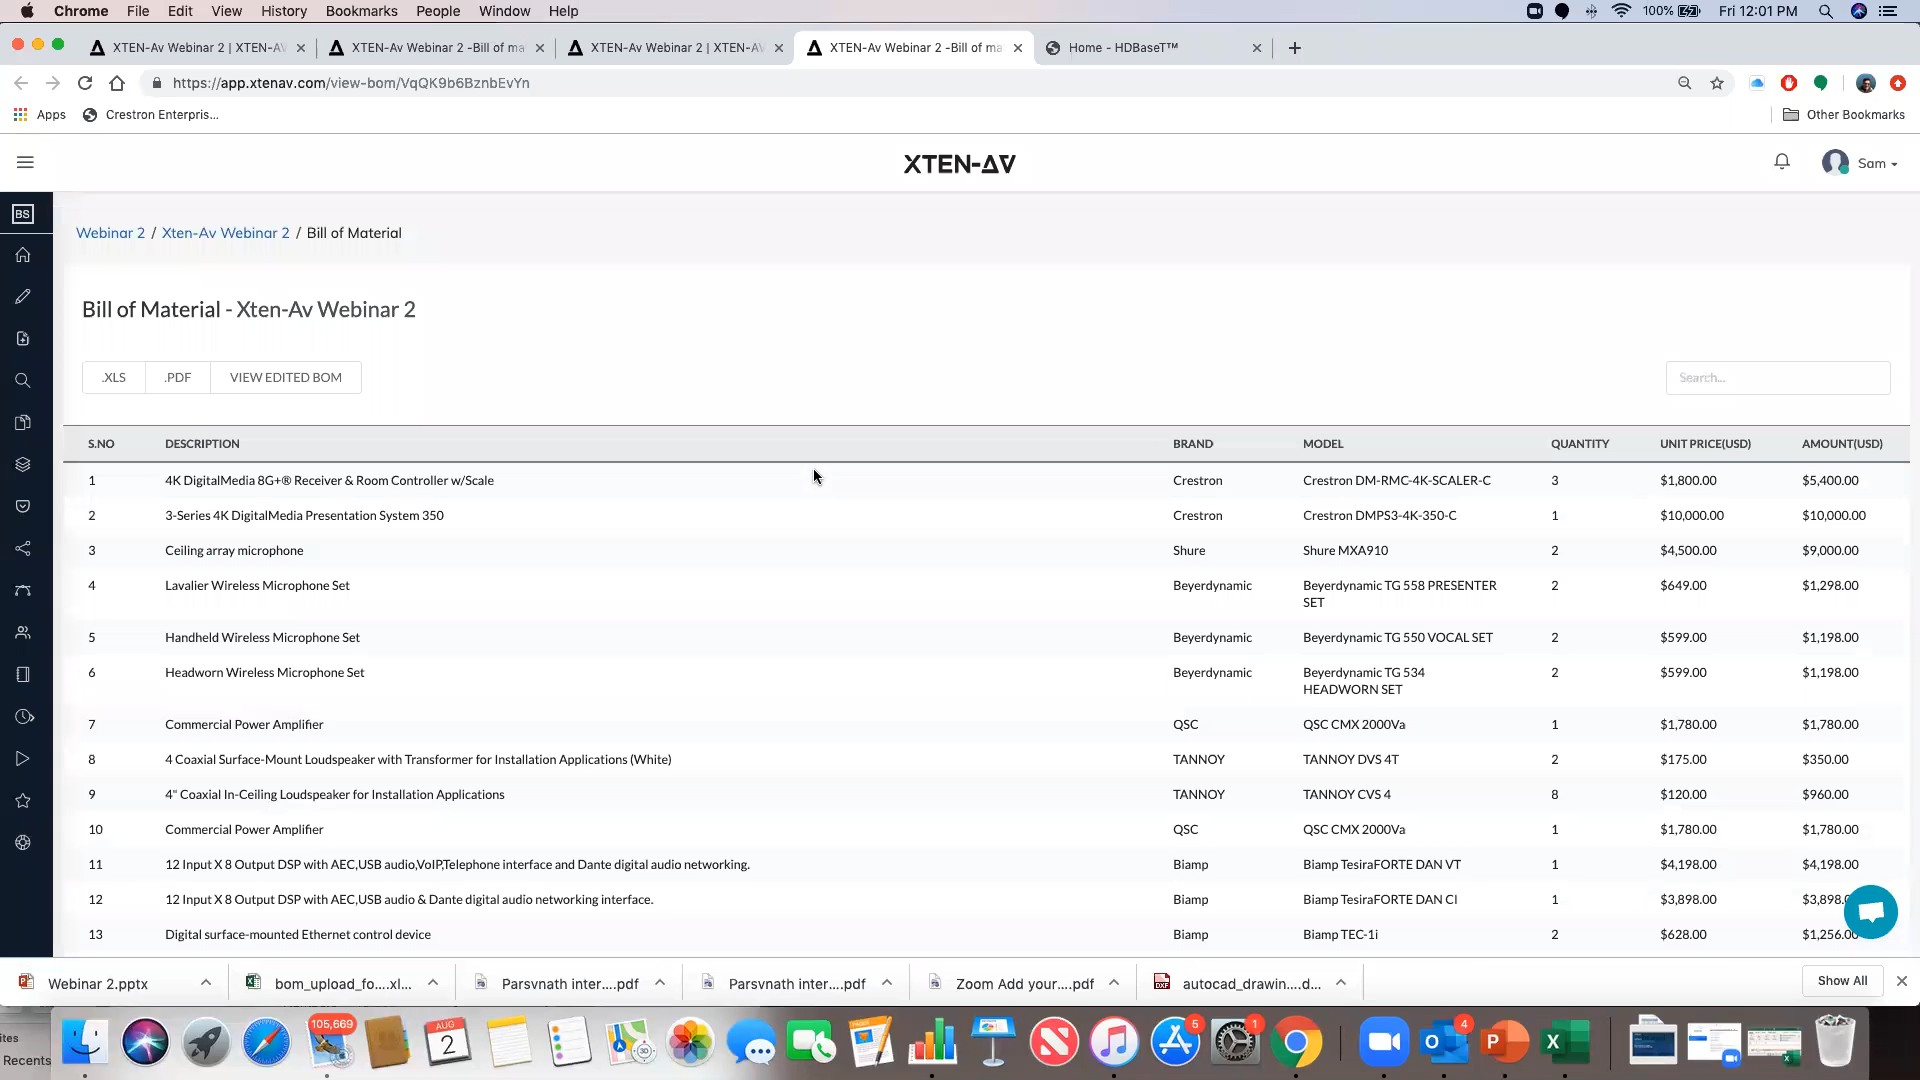 Chrome File Edit View History Bookmarks People Window Help 100% Fri 12:01 PM
XTEN-Av Webinar 2 | XTEN-AV XTEN-Av Webinar 2 -Bill of ma XTEN-Av Webinar 2 | XTEN-AV XTEN-Av Webinar 2 -Bill of ma Home - HDBaseT™
https://app.xtenav.com/view-bom/VqQK9b6BznbEvYn
Apps Crestron Enterpris... Other Bookmarks
XTEN-AV Sam
BS
Webinar 2 / Xten-Av Webinar 2 / Bill of Material
Bill of Material - Xten-Av Webinar 2
.XLS .PDF VIEW EDITED BOM Search...
S.NO DESCRIPTION BRAND MODEL QUANTITY UNIT PRICE(USD) AMOUNT(USD)
1 4K DigitalMedia 8G+® Receiver & Room Controller w/Scale Crestron Crestron DM-RMC-4K-SCALER-C 3 $1,800.00 $5,400.00
2 3-Series 4K DigitalMedia Presentation System 350 Crestron Crestron DMPS3-4K-350-C 1 $10,000.00 $10,000.00
3 Ceiling array microphone Shure Shure MXA910 2 $4,500.00 $9,000.00
4 Lavalier Wireless Microphone Set Beyerdynamic Beyerdynamic TG 558 PRESENTER 2 $649.00 $1,298.00
SET
5 Handheld Wireless Microphone Set Beyerdynamic Beyerdynamic TG 550 VOCAL SET 2 $599.00 $1,198.00
6 Headworn Wireless Microphone Set Beyerdynamic Beyerdynamic TG 534 2 $599.00 $1,198.00
HEADWORN SET
7 Commercial Power Amplifier QSC QSC CMX 2000Va 1 $1,780.00 $1,780.00
8 4 Coaxial Surface-Mount Loudspeaker with Transformer for Installation Applications (White) TANNOY TANNOY DVS 4T 2 $175.00 $350.00
9 4" Coaxial In-Ceiling Loudspeaker for Installation Applications TANNOY TANNOY CVS 4 8 $120.00 $960.00
10 Commercial Power Amplifier QSC QSC CMX 2000Va 1 $1,780.00 $1,780.00
11 12 Input X 8 Output DSP with AEC,USB audio,VoIP,Telephone interface and Dante digital audio networking. Biamp Biamp TesiraFORTE DAN VT 1 $4,198.00 $4,198.00
12 12 Input X 8 Output DSP with AEC,USB audio & Dante digital audio networking interface. Biamp Biamp TesiraFORTE DAN CI 1 $3,898.00 $3,898.
13 Digital surface-mounted Ethernet control device Biamp Biamp TEC-1i 2 $628.00 $1,256.00
Webinar 2.pptx bom_upload_fo....xl... Parsvnath inter....pdf Parsvnath inter....pdf Zoom Add your....pdf autocad_drawin....d... Show All
105,669 AUG 2 5 1 4
ites
Recents